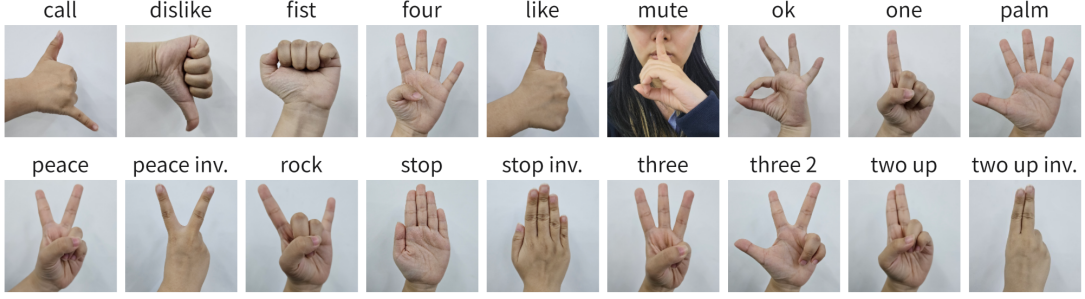 call dislike fist four like mute ok one palm
peace peace inv. rock stop stop inv. three three 2 two up two up inv.